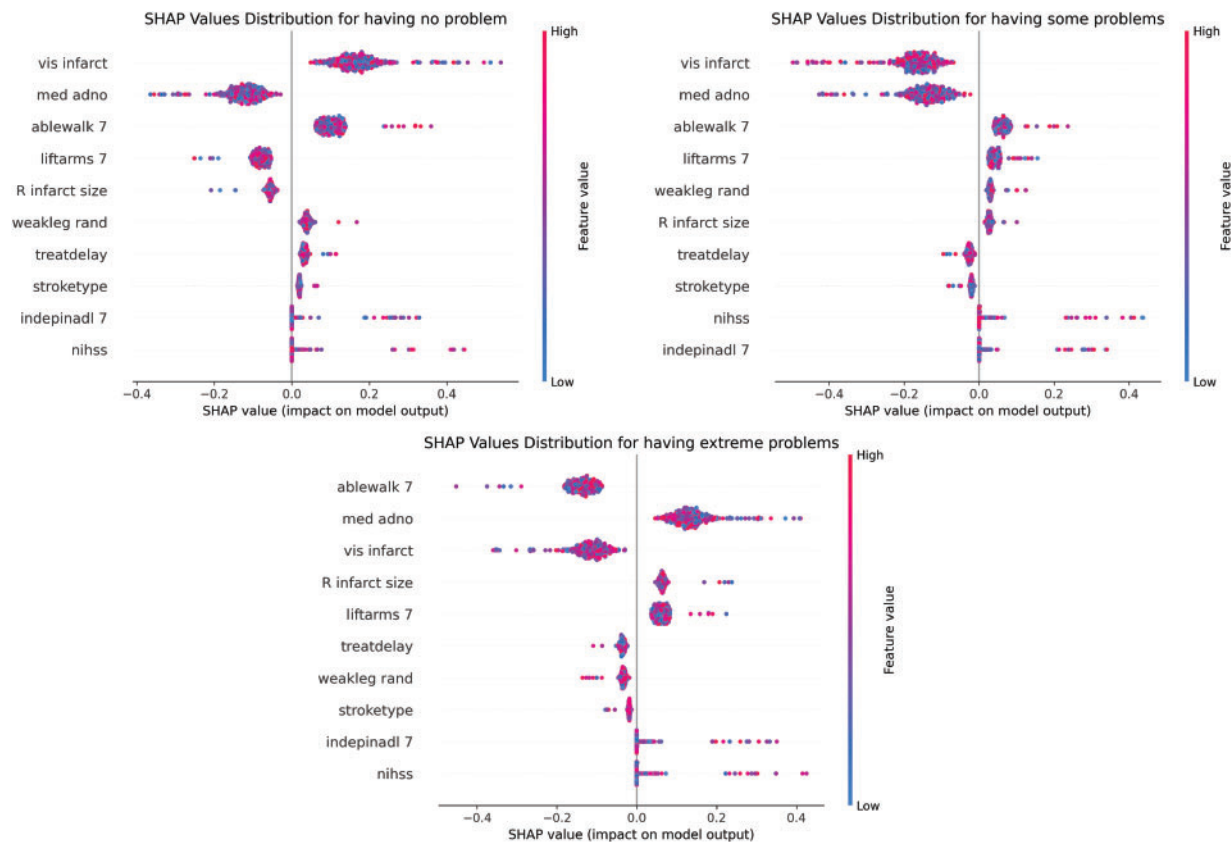 SHAP Values Distribution for having no problem
High
vis infarct
med adno
ablewalk 7
liftarms 7
R infarct size
weakleg rand
treatdelay
stroketype
indepinadl 7
nihss
Feature value
Low
−0.4 −0.2 0.0 0.2 0.4
SHAP value (impact on model output)
SHAP Values Distribution for having some problems
High
vis infarct
med adno
ablewalk 7
liftarms 7
weakleg rand
R infarct size
treatdelay
stroketype
nihss
indepinadl 7
Feature value
Low
−0.4 −0.2 0.0 0.2 0.4
SHAP value (impact on model output)
SHAP Values Distribution for having extreme problems
High
ablewalk 7
med adno
vis infarct
R infarct size
liftarms 7
treatdelay
weakleg rand
stroketype
indepinadl 7
nihss
Feature value
Low
−0.4 −0.2 0.0 0.2 0.4
SHAP value (impact on model output)